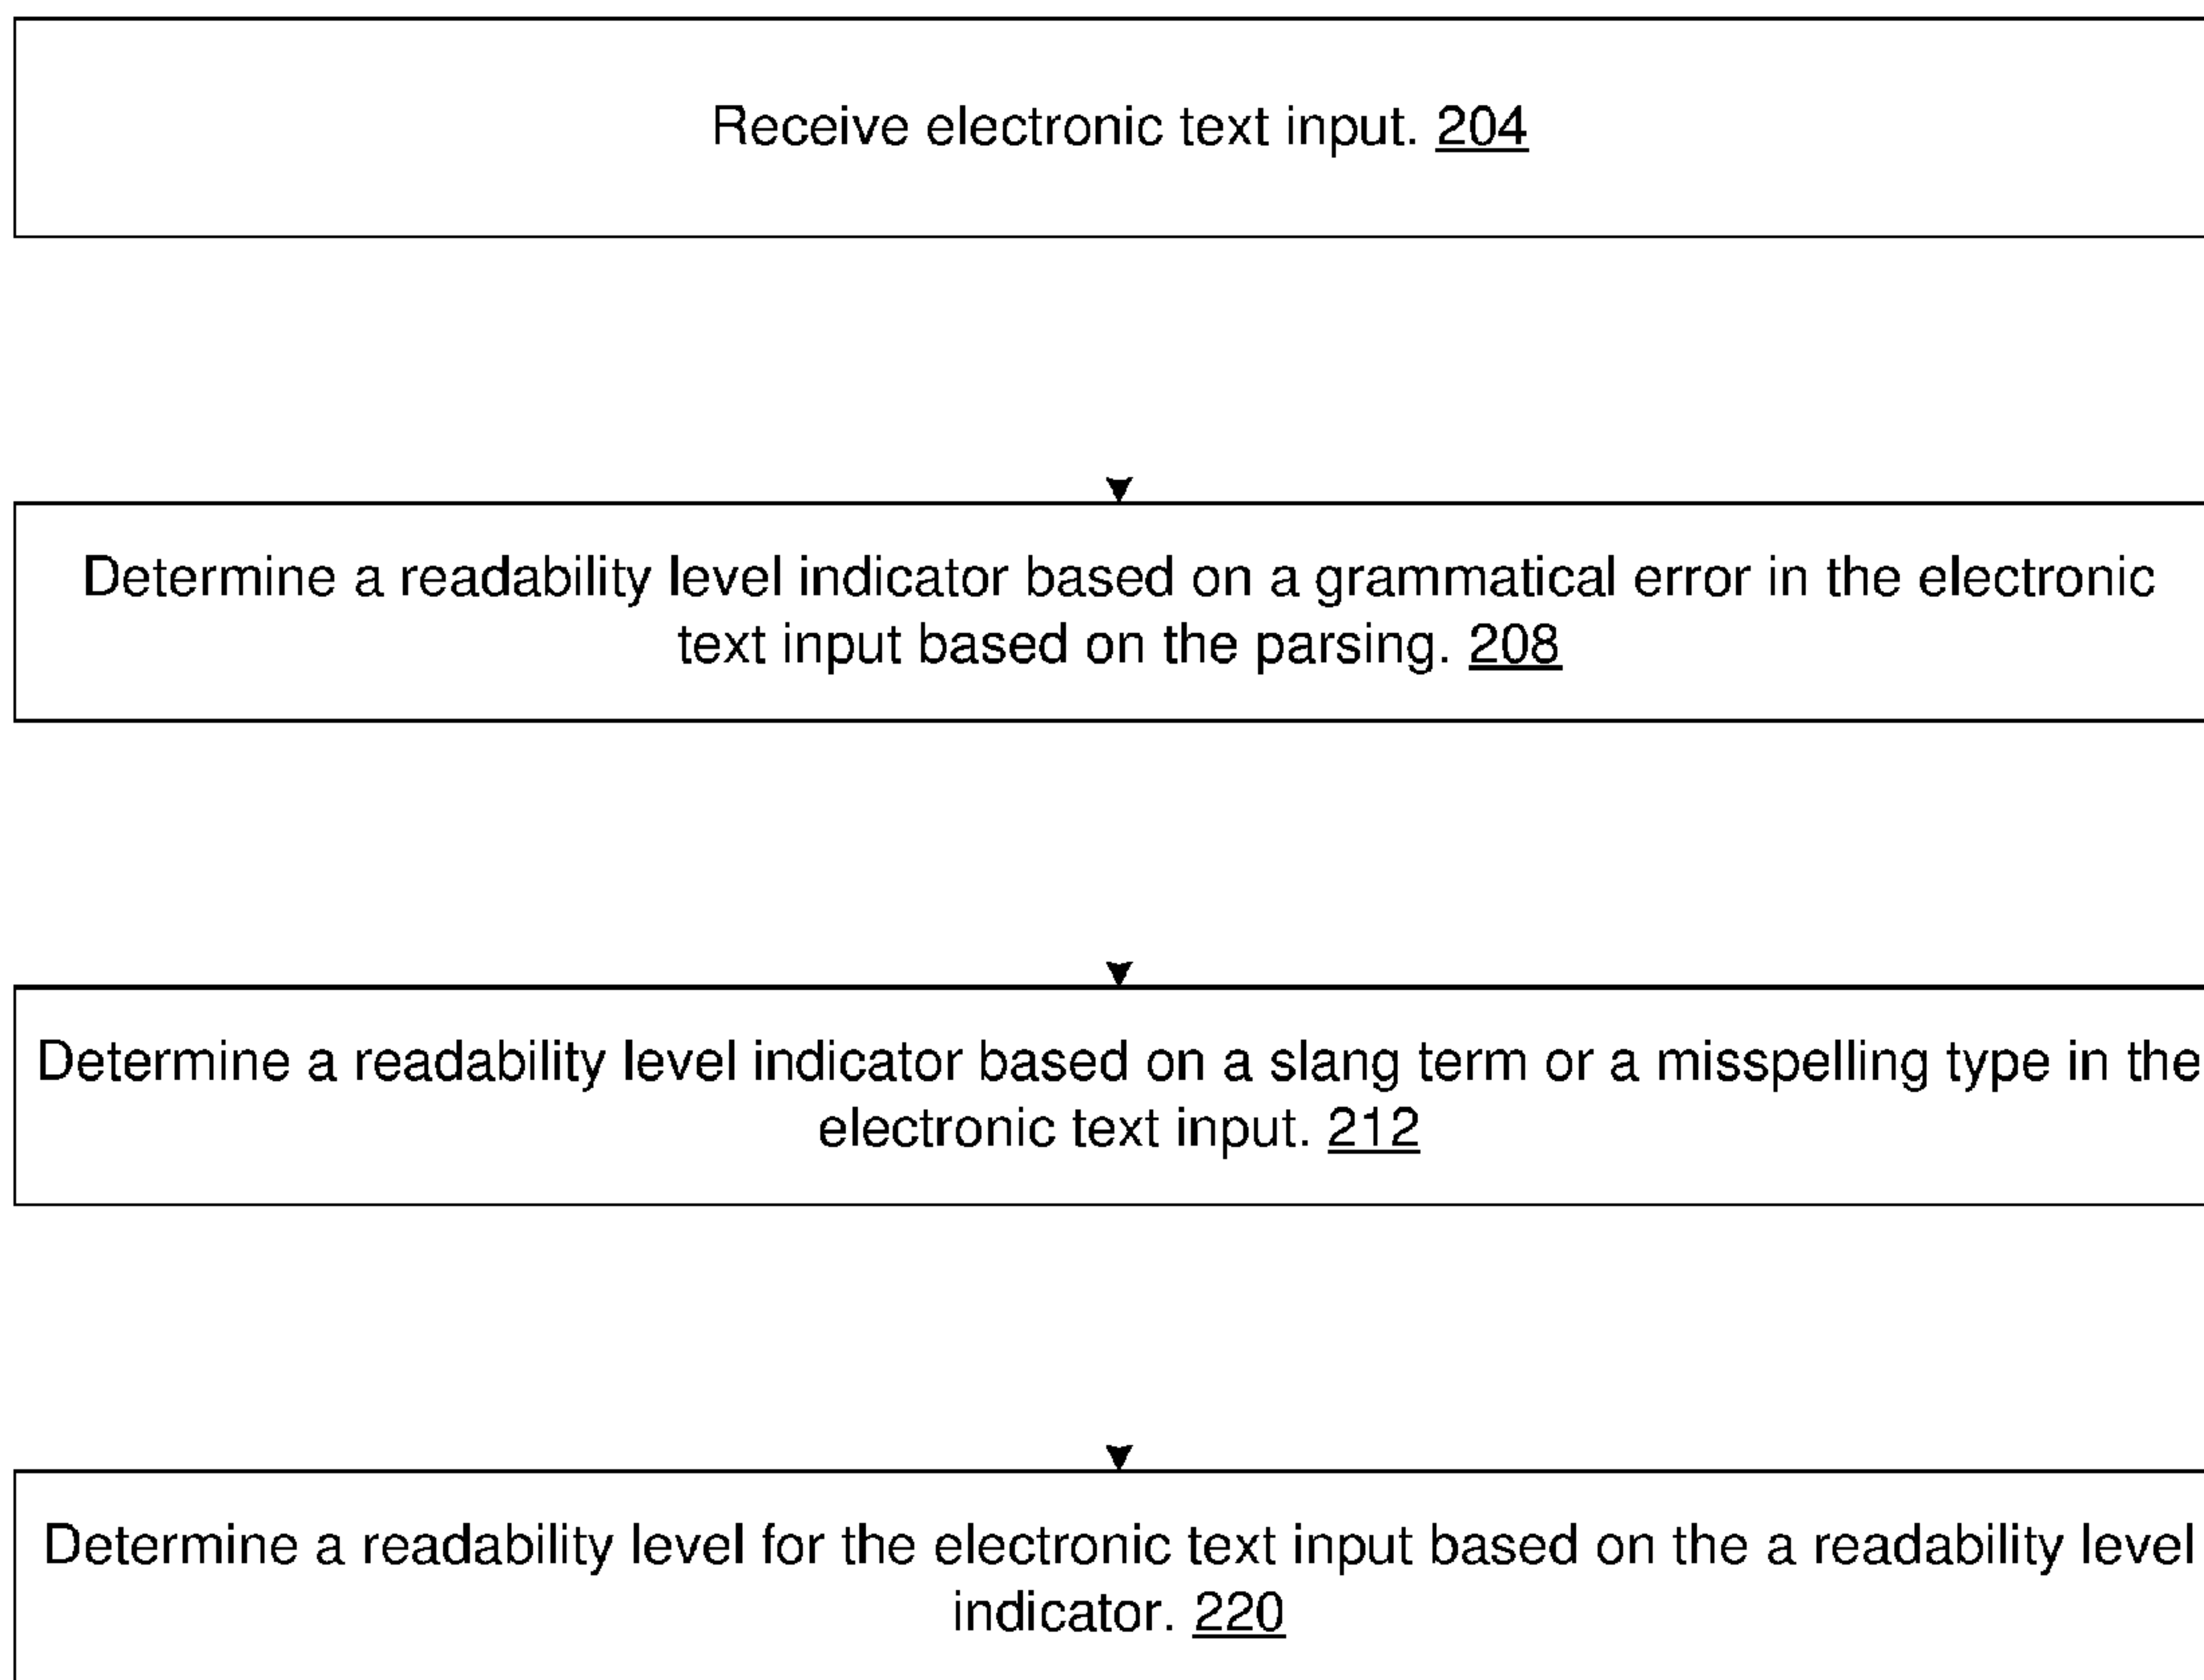 Receive electronic text input. 204
Determine a readability level indicator based on a grammatical error in the electronic
text input based on the parsing. 208
Determine a readability level indicator based on a slang term or a misspelling type in the
electronic text input. 212
Determine a readability level for the electronic text input based on the a readability level
indicator. 220